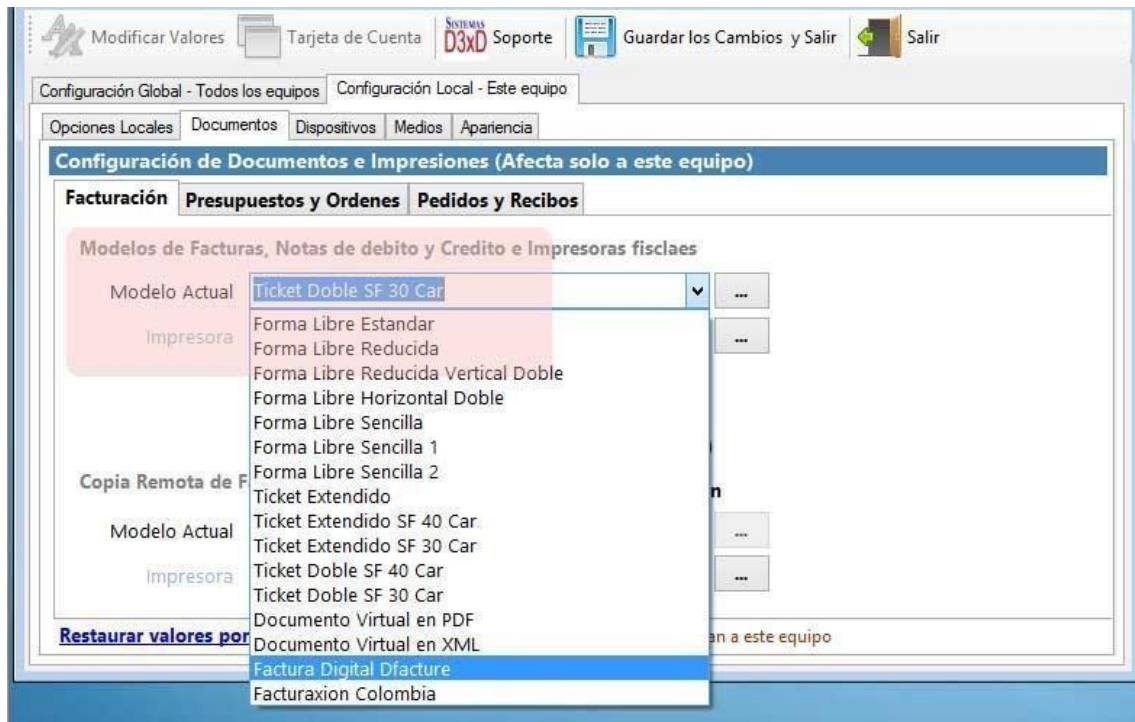 Modificar Valores Tarjeta de Cuenta SISTEMAS D3xD Soporte Guardar los Cambios y Salir Salir
Configuración Global - Todos los equipos Configuración Local - Este equipo
Opciones Locales Documentos Dispositivos Medios Apariencia
Configuración de Documentos e Impresiones (Afecta solo a este equipo)
Facturación Presupuestos y Ordenes Pedidos y Recibos
Modelos de Facturas, Notas de debito y Credito e Impresoras fisclaes
Modelo Actual Ticket Doble SF 30 Car ...
Impresora ...
Forma Libre Estandar
Forma Libre Reducida
Forma Libre Reducida Vertical Doble
Forma Libre Horizontal Doble
Forma Libre Sencilla
Forma Libre Sencilla 1
Forma Libre Sencilla 2
Ticket Extendido
Ticket Extendido SF 40 Car
Ticket Extendido SF 30 Car
Ticket Doble SF 40 Car
Ticket Doble SF 30 Car
Documento Virtual en PDF
Documento Virtual en XML
Factura Digital Dfacture
Facturaxion Colombia
Copia Remota de
Modelo Actual ...
Impresora ...
Restaurar valores por a este equipo